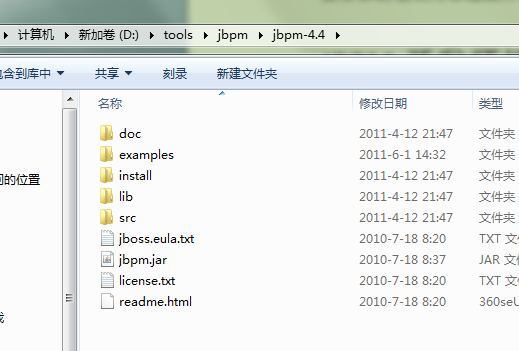 计算机 ▸ 新加卷 (D:) ▸ tools ▸ jbpm ▸ jbpm-4.4 ▸
含到库中 ▾ 共享 ▾ 刻录 新建文件夹
名称 修改日期 类型
doc 2011-4-12 21:47 文件夹
examples 2011-6-1 14:32 文件夹
install 2011-4-12 21:47 文件夹
的位置
lib 2011-4-12 21:47 文件夹
src 2011-4-12 21:47 文件夹
jboss.eula.txt 2010-7-18 8:20 TXT 文件
jbpm.jar 2010-7-18 8:37 JAR 文件
license.txt 2010-7-18 8:20 TXT 文件
readme.html 2010-7-18 8:20 360seU